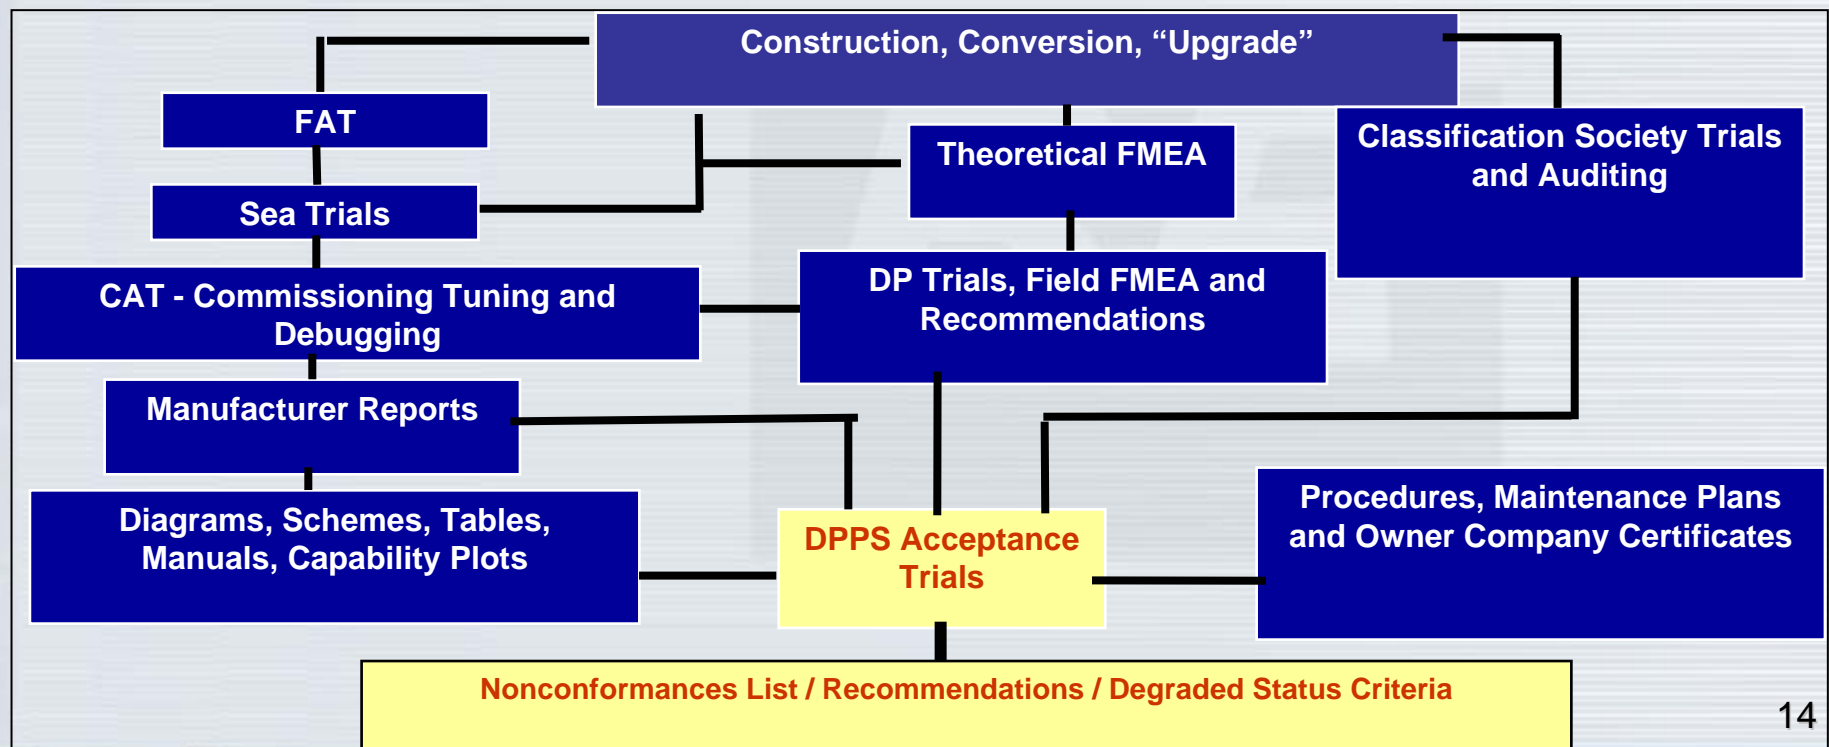 Construction, Conversion, “Upgrade”
FAT
Theoretical FMEA
Classification Society Trials
and Auditing
Sea Trials
CAT - Commissioning Tuning and
Debugging
DP Trials, Field FMEA and
Recommendations
Manufacturer Reports
Diagrams, Schemes, Tables,
Manuals, Capability Plots
DPPS Acceptance
Trials
Procedures, Maintenance Plans
and Owner Company Certificates
Nonconformances List / Recommendations / Degraded Status Criteria
14